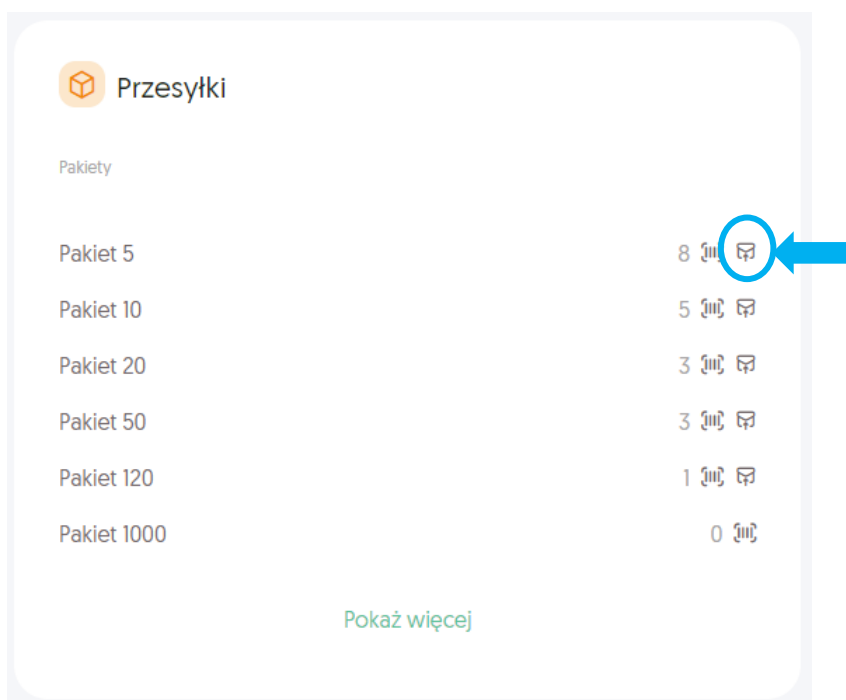 Przesyłki
Pakiety
Pakiet 5 8
Pakiet 10 5
Pakiet 20 3
Pakiet 50 3
Pakiet 120 1
Pakiet 1000 0
Pokaż więcej